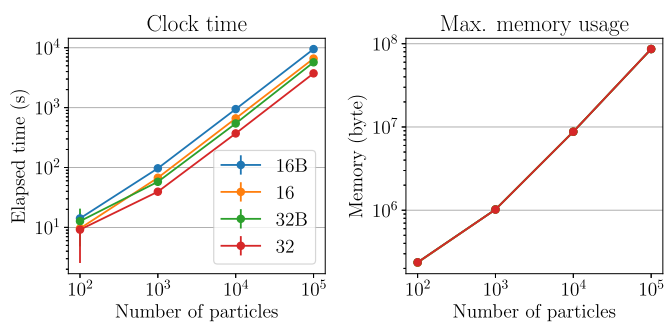 Clock time
Elapsed time (s)
10^4
10^3
10^2
10^1
16B
16
32B
32
10^2 10^3 10^4 10^5
Number of particles
Max. memory usage
Memory (byte)
10^8
10^7
10^6
10^2 10^3 10^4 10^5
Number of particles